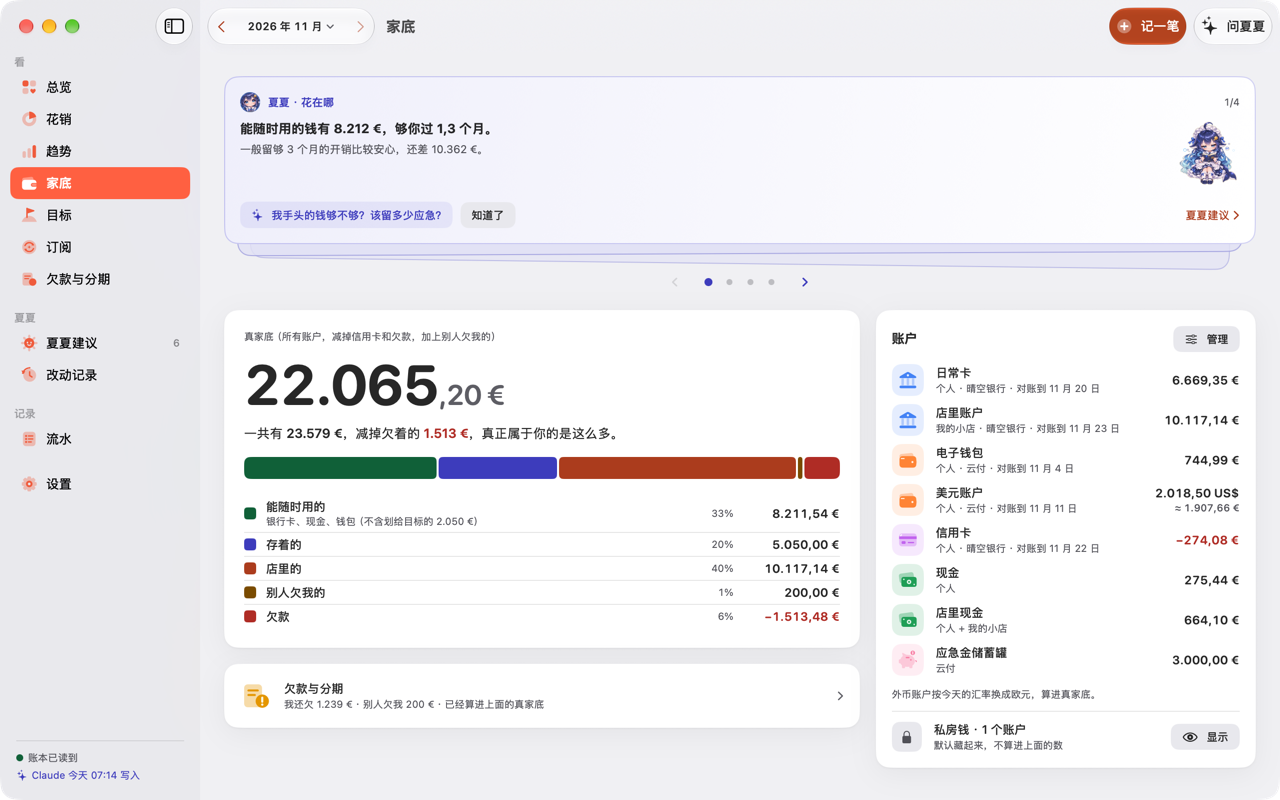 2026 年 11 月
家底
记一笔
问夏夏
看
总览
花销
趋势
家底
目标
订阅
欠款与分期
夏夏
夏夏建议
6
改动记录
记录
流水
设置
账本已读到
Claude 今天 07:14 写入
夏夏 · 花在哪
1/4
能随时用的钱有 8.212 €，够你过 1,3 个月。
一般留够 3 个月的开销比较安心，还差 10.362 €。
我手头的钱够不够？该留多少应急？
知道了
夏夏建议
真家底（所有账户，减掉信用卡和欠款，加上别人欠我的）
22.065,20 €
一共有 23.579 €，减掉欠着的 1.513 €，真正属于你的是这么多。
能随时用的
银行卡、现金、钱包（不含划给目标的 2.050 €）
33%
8.211,54 €
存着的
20%
5.050,00 €
店里的
40%
10.117,14 €
别人欠我的
1%
200,00 €
欠款
6%
−1.513,48 €
欠款与分期
我还欠 1.239 € · 别人欠我 200 € · 已经算进上面的真家底
账户
管理
日常卡
个人 · 晴空银行 · 对账到 11 月 20 日
6.669,35 €
店里账户
我的小店 · 晴空银行 · 对账到 11 月 23 日
10.117,14 €
电子钱包
个人 · 云付 · 对账到 11 月 4 日
744,99 €
美元账户
个人 · 云付 · 对账到 11 月 11 日
2.018,50 US$
≈ 1.907,66 €
信用卡
个人 · 晴空银行 · 对账到 11 月 22 日
−274,08 €
现金
个人
275,44 €
店里现金
个人 + 我的小店
664,10 €
应急金储蓄罐
云付
3.000,00 €
外币账户按今天的汇率换成欧元，算进真家底。
私房钱 · 1 个账户
默认藏起来，不算进上面的数
显示